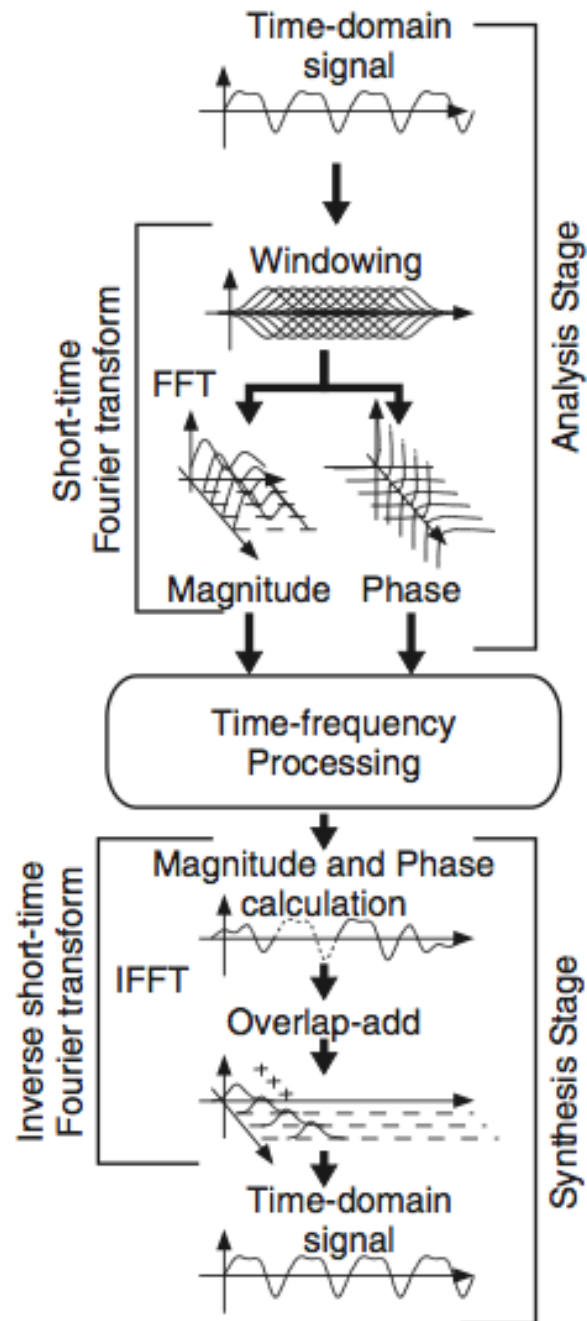 Time-domain
signal
Windowing
FFT
Magnitude
Phase
Short-time
Fourier transform
Analysis Stage
Time-frequency
Processing
Magnitude and Phase
calculation
IFFT
Overlap-add
+
+
+
Time-domain
signal
Inverse short-time
Fourier transform
Synthesis Stage